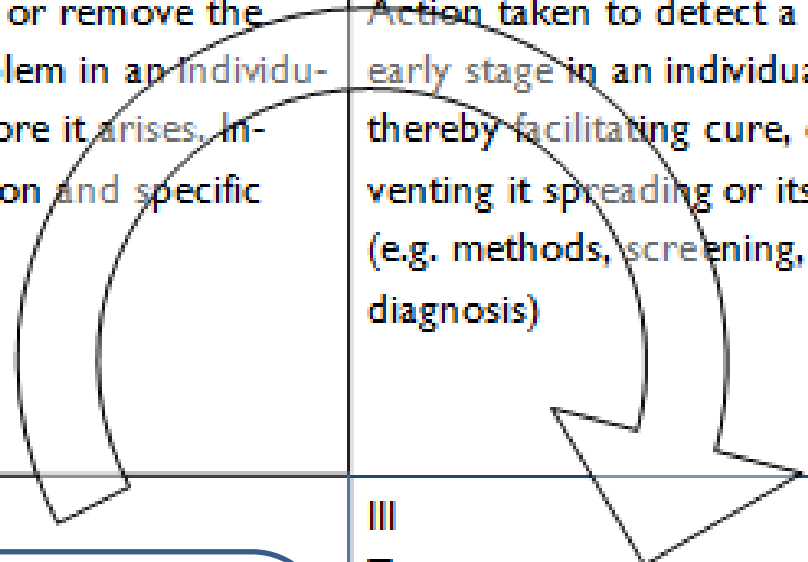 or remove the
lem in an individu-
ore it arises. In-
on and specific
Action taken to detect a
early stage in an individua
thereby facilitating cure,
venting it spreading or its
(e.g. methods, screening,
diagnosis)
III